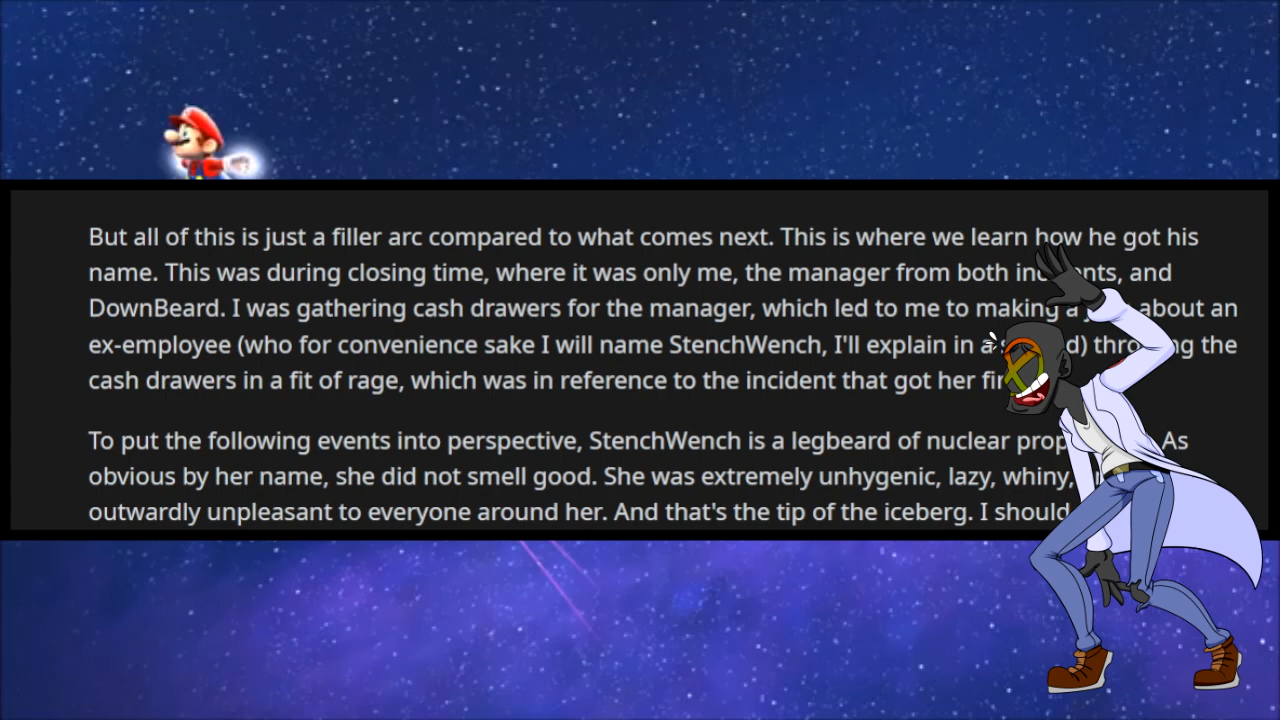 But all of this is just a filler arc compared to what comes next. This is where we learn how he got his
name. This was during closing time, where it was only me, the manager from both and
DownBeard. I was gathering cash drawers for the manager, which led to me to making a about an
ex-employee (who for convenience sake I will name StenchWench, I'll explain in a the
cash drawers in a fit of rage, which was in reference to the incident that got her
To put the following events into perspective, StenchWench is a legbeard of nuclear As
obvious by her name, she did not smell good. She was extremely unhygenic, lazy, whiny,
outwardly unpleasant to everyone around her. And that's the tip of the iceberg. I should